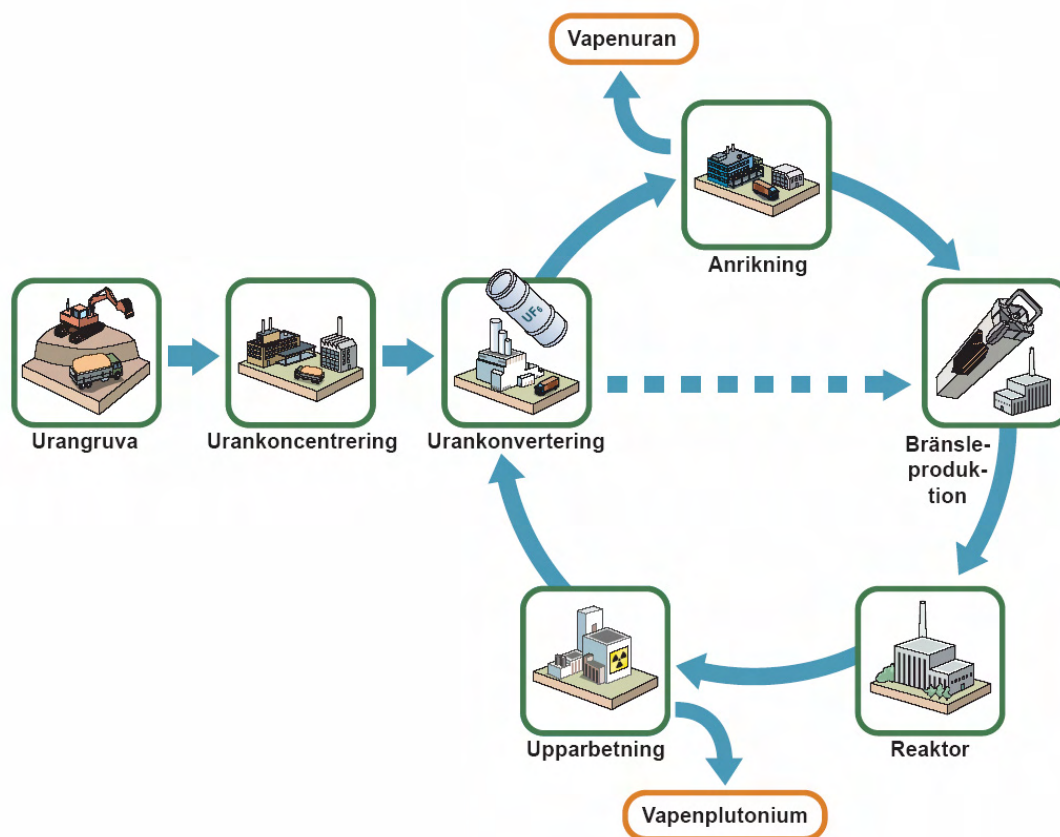 Vapenuran
Anrikning
UF6
Urangruva
Urankoncentrering
Urankonvertering
Bränsle-
produk-
tion
Upparbetning
Reaktor
Vapenplutonium